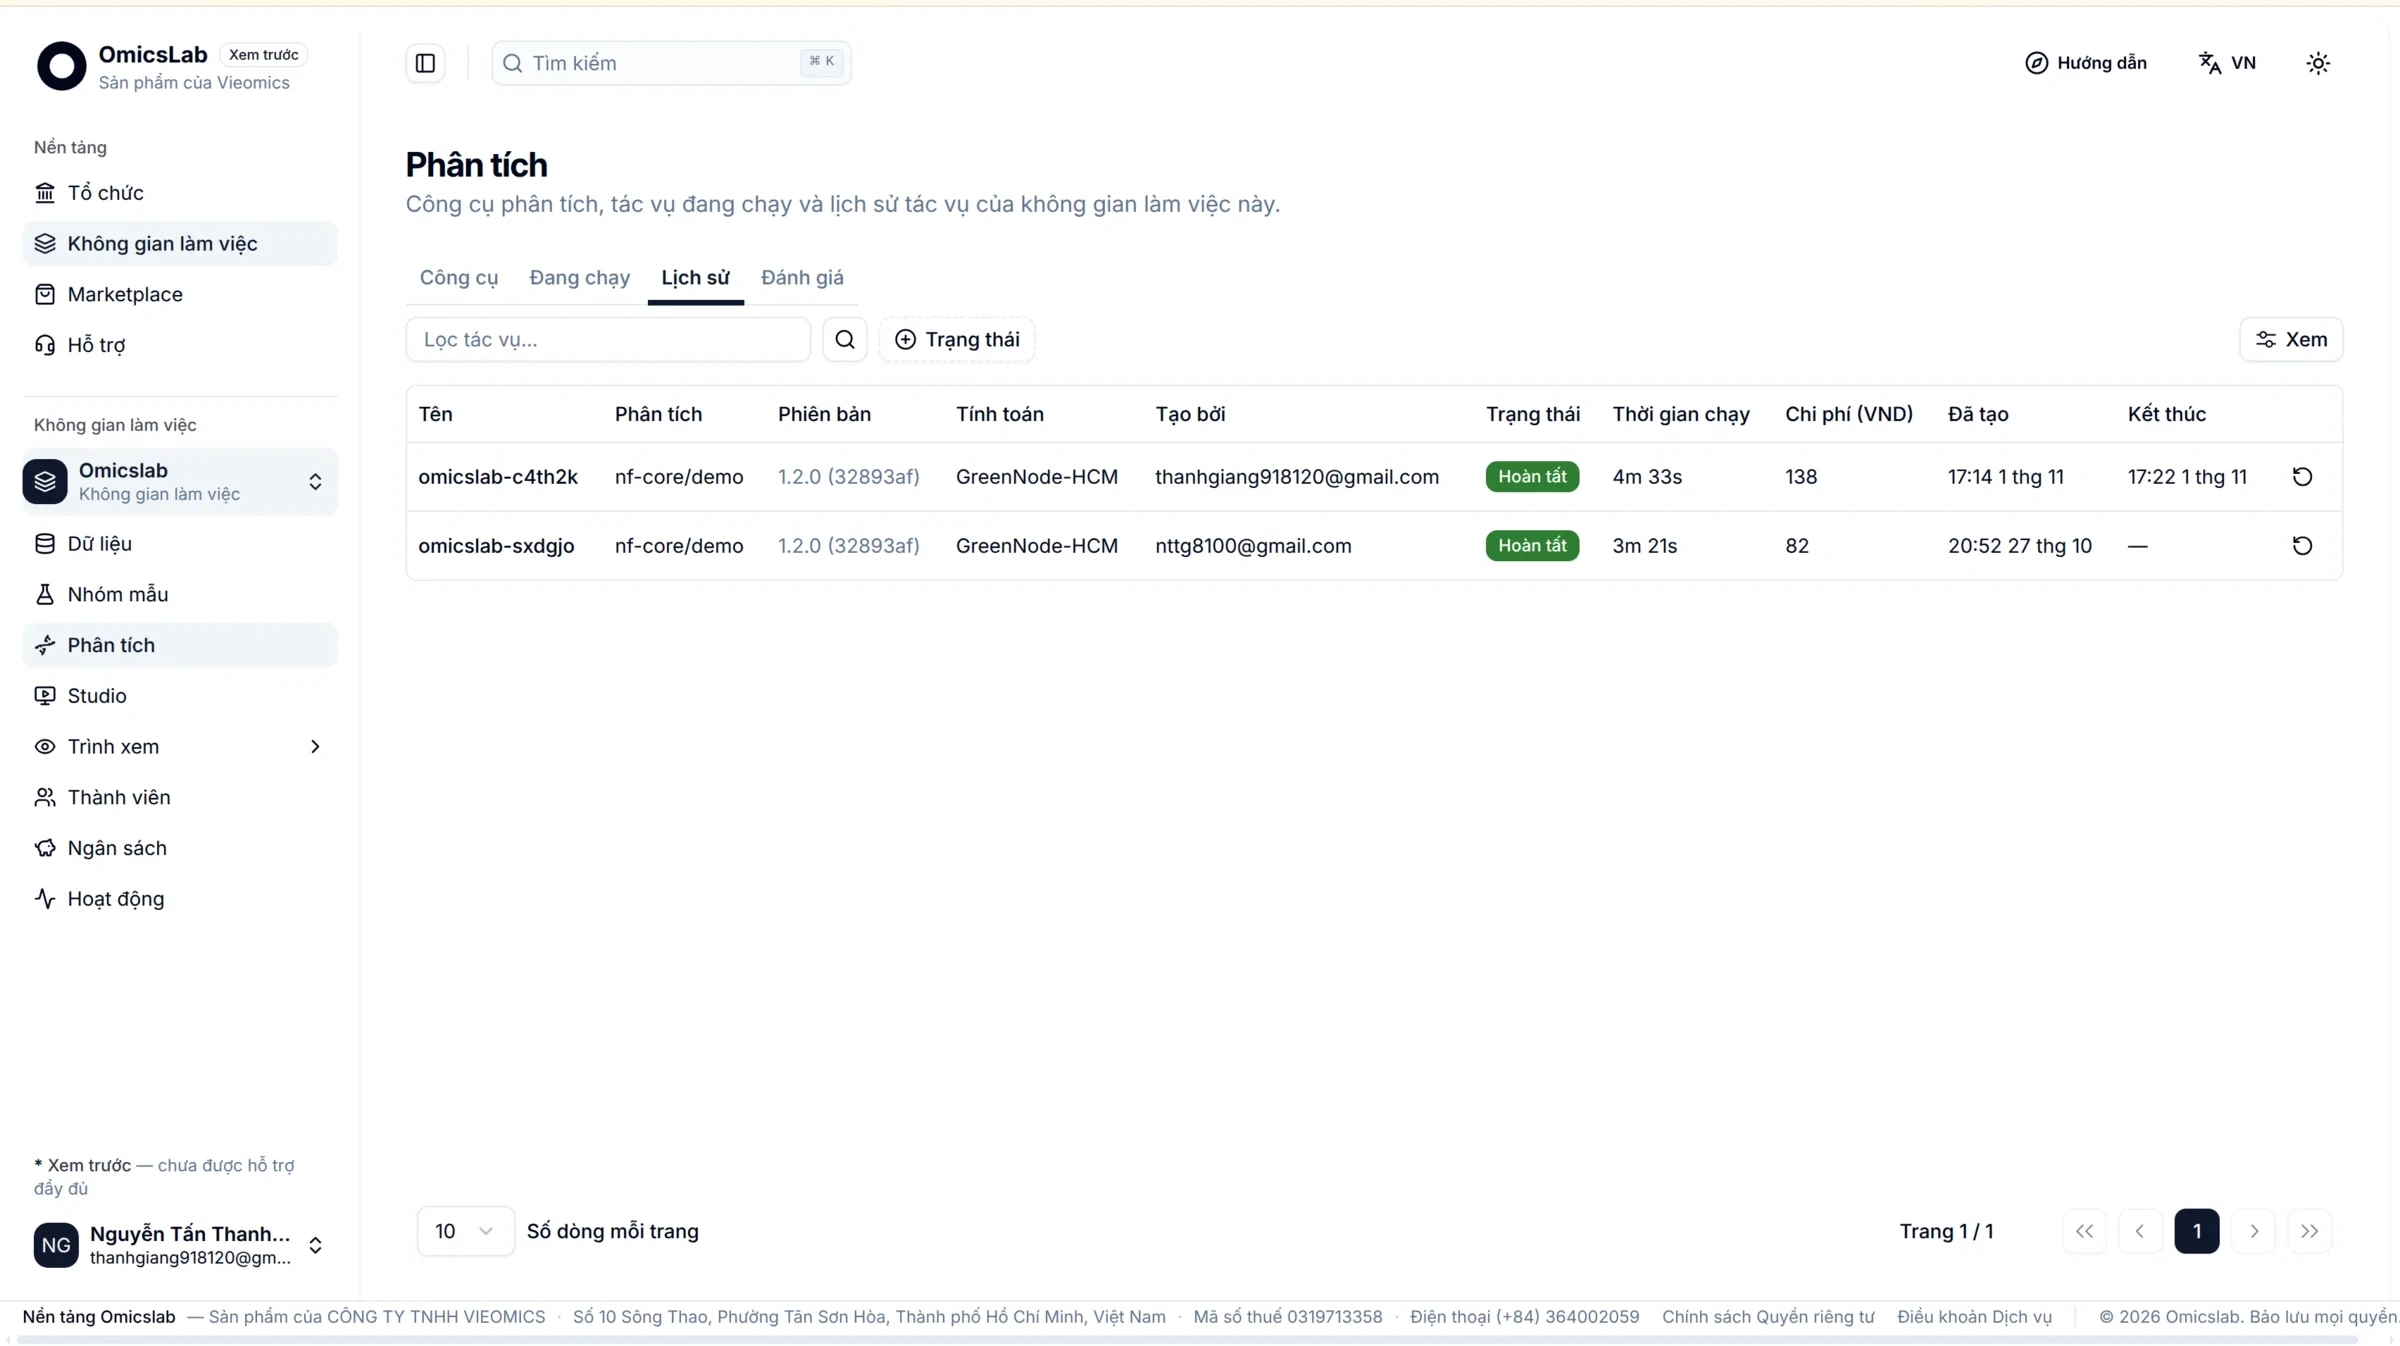 OmicsLab Xem trước
Sản phẩm của Vieomics
Tìm kiếm ⌘ K
Hướng dẫn
VN
Nền tảng
Tổ chức
Không gian làm việc
Marketplace
Hỗ trợ
Không gian làm việc
Omicslab
Không gian làm việc
Dữ liệu
Nhóm mẫu
Phân tích
Studio
Trình xem
Thành viên
Ngân sách
Hoạt động
* Xem trước — chưa được hỗ trợ
đầy đủ
NG
Nguyễn Tấn Thanh...
thanhgiang918120@gm...
Phân tích
Công cụ phân tích, tác vụ đang chạy và lịch sử tác vụ của không gian làm việc này.
Công cụ Đang chạy Lịch sử Đánh giá
Lọc tác vụ... Trạng thái Xem
Tên Phân tích Phiên bản Tính toán Tạo bởi Trạng thái Thời gian chạy Chi phí (VND) Đã tạo Kết thúc
omicslab-c4th2k nf-core/demo 1.2.0 (32893af) GreenNode-HCM thanhgiang918120@gmail.com Hoàn tất 4m 33s 138 17:14 1 thg 11 17:22 1 thg 11
omicslab-sxdgjo nf-core/demo 1.2.0 (32893af) GreenNode-HCM nttg8100@gmail.com Hoàn tất 3m 21s 82 20:52 27 thg 10 —
10 Số dòng mỗi trang Trang 1 / 1 1
Nền tảng Omicslab — Sản phẩm của CÔNG TY TNHH VIEOMICS · Số 10 Sông Thao, Phường Tân Sơn Hòa, Thành phố Hồ Chí Minh, Việt Nam · Mã số thuế 0319713358 · Điện thoại (+84) 364002059 Chính sách Quyền riêng tư Điều khoản Dịch vụ © 2026 Omicslab. Bảo lưu mọi quyền.